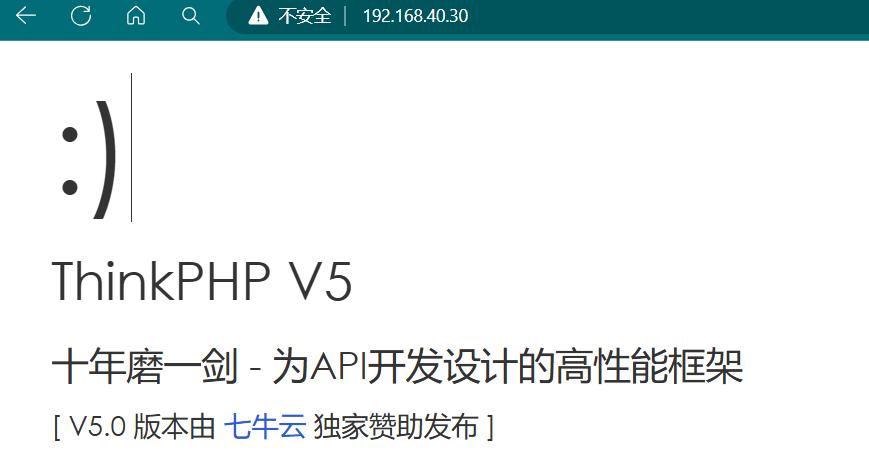 不安全 | 192.168.40.30
:)
ThinkPHP V5
十年磨一剑 - 为API开发设计的高性能框架
[ V5.0 版本由 七牛云 独家赞助发布 ]